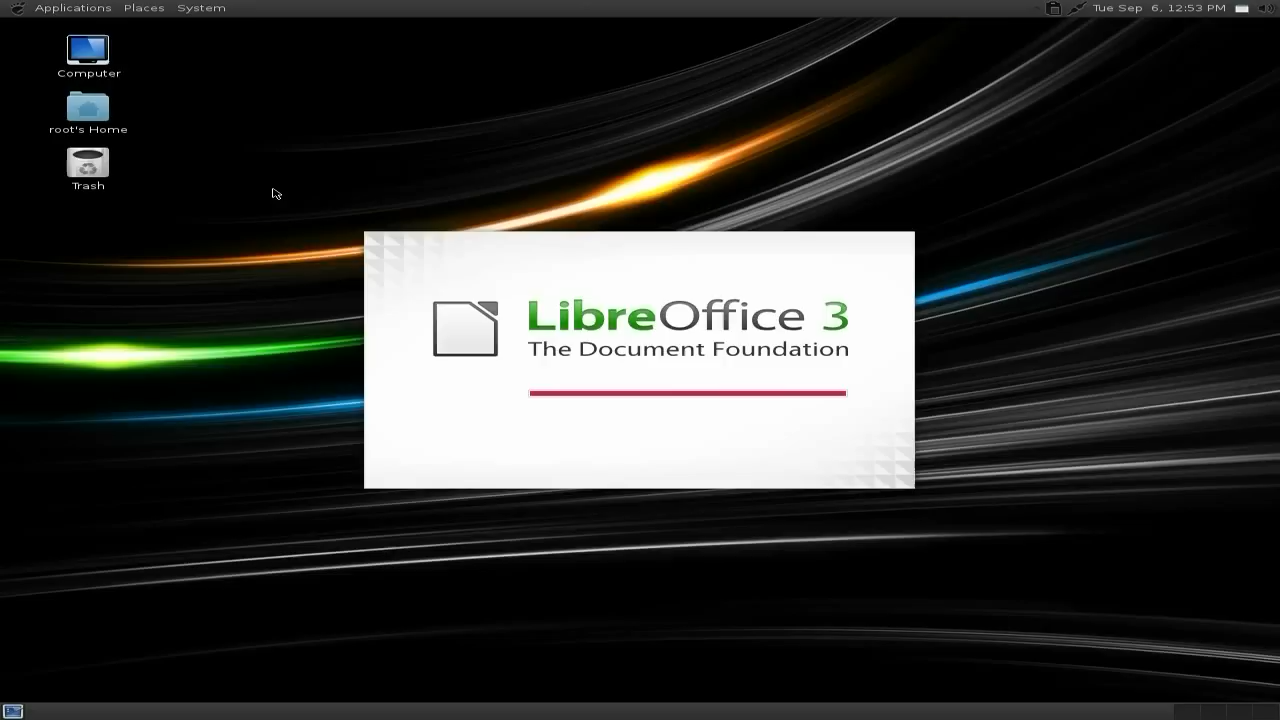 Applications Places System
Tue Sep 6, 12:53 PM
Computer
root's Home
Trash
LibreOffice 3
The Document Foundation